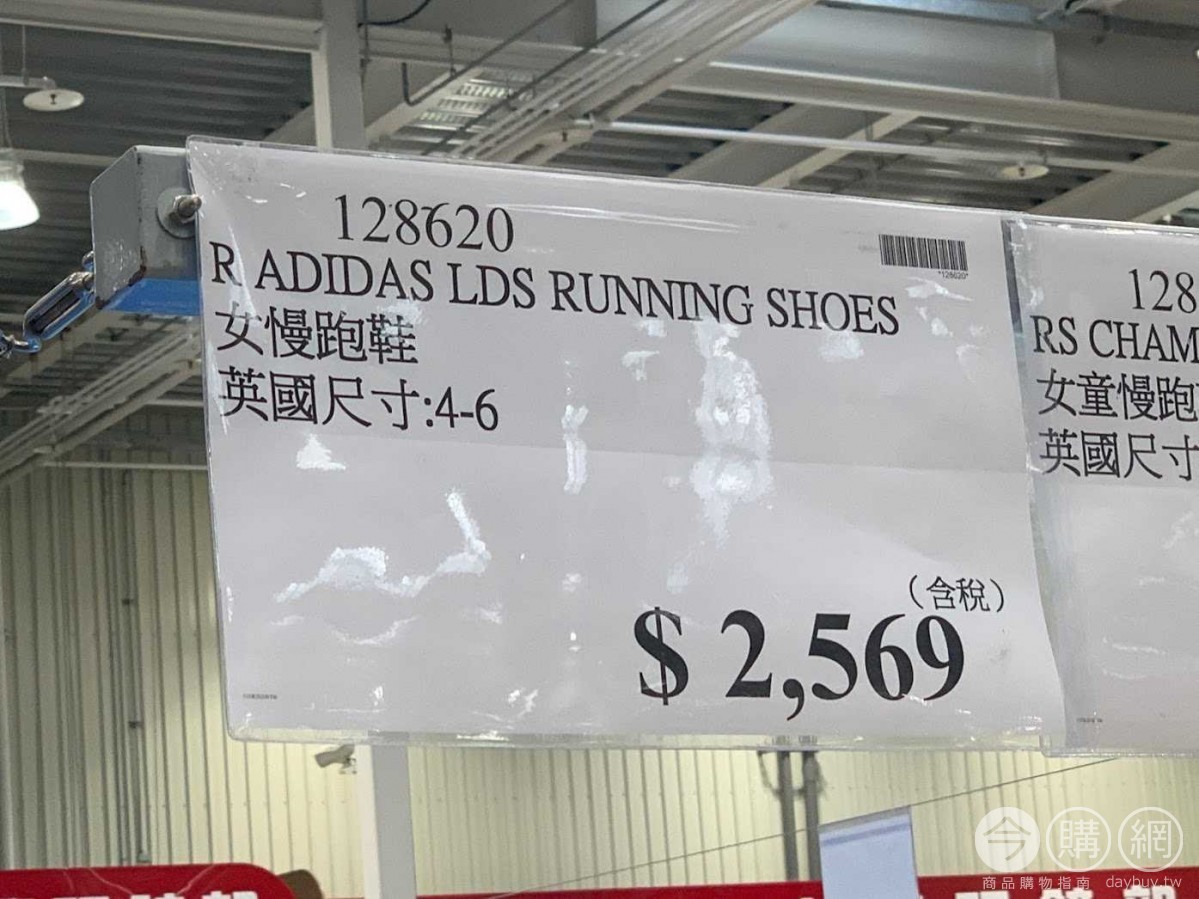 128620
R ADIDAS LDS RUNNING SHOES
女慢跑鞋
英國尺寸:4-6
*128620*
(含稅)
$ 2,569
128
RS CHAM
女童慢跑
英國尺寸
今購網
商品購物指南 daybuy.tw